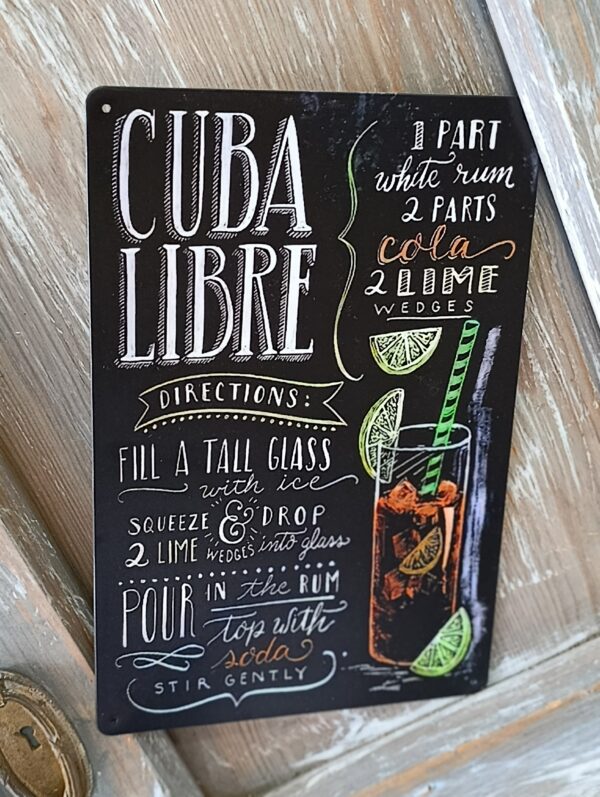 CUBA
LIBRE
1 PART
white rum
2 PARTS
cola
2 LIME
WEDGES
DIRECTIONS:
FILL A TALL GLASS
with ice
SQUEEZE & DROP
2 LIME WEDGES into glass
POUR IN the RUM
top with
soda
STIR GENTLY